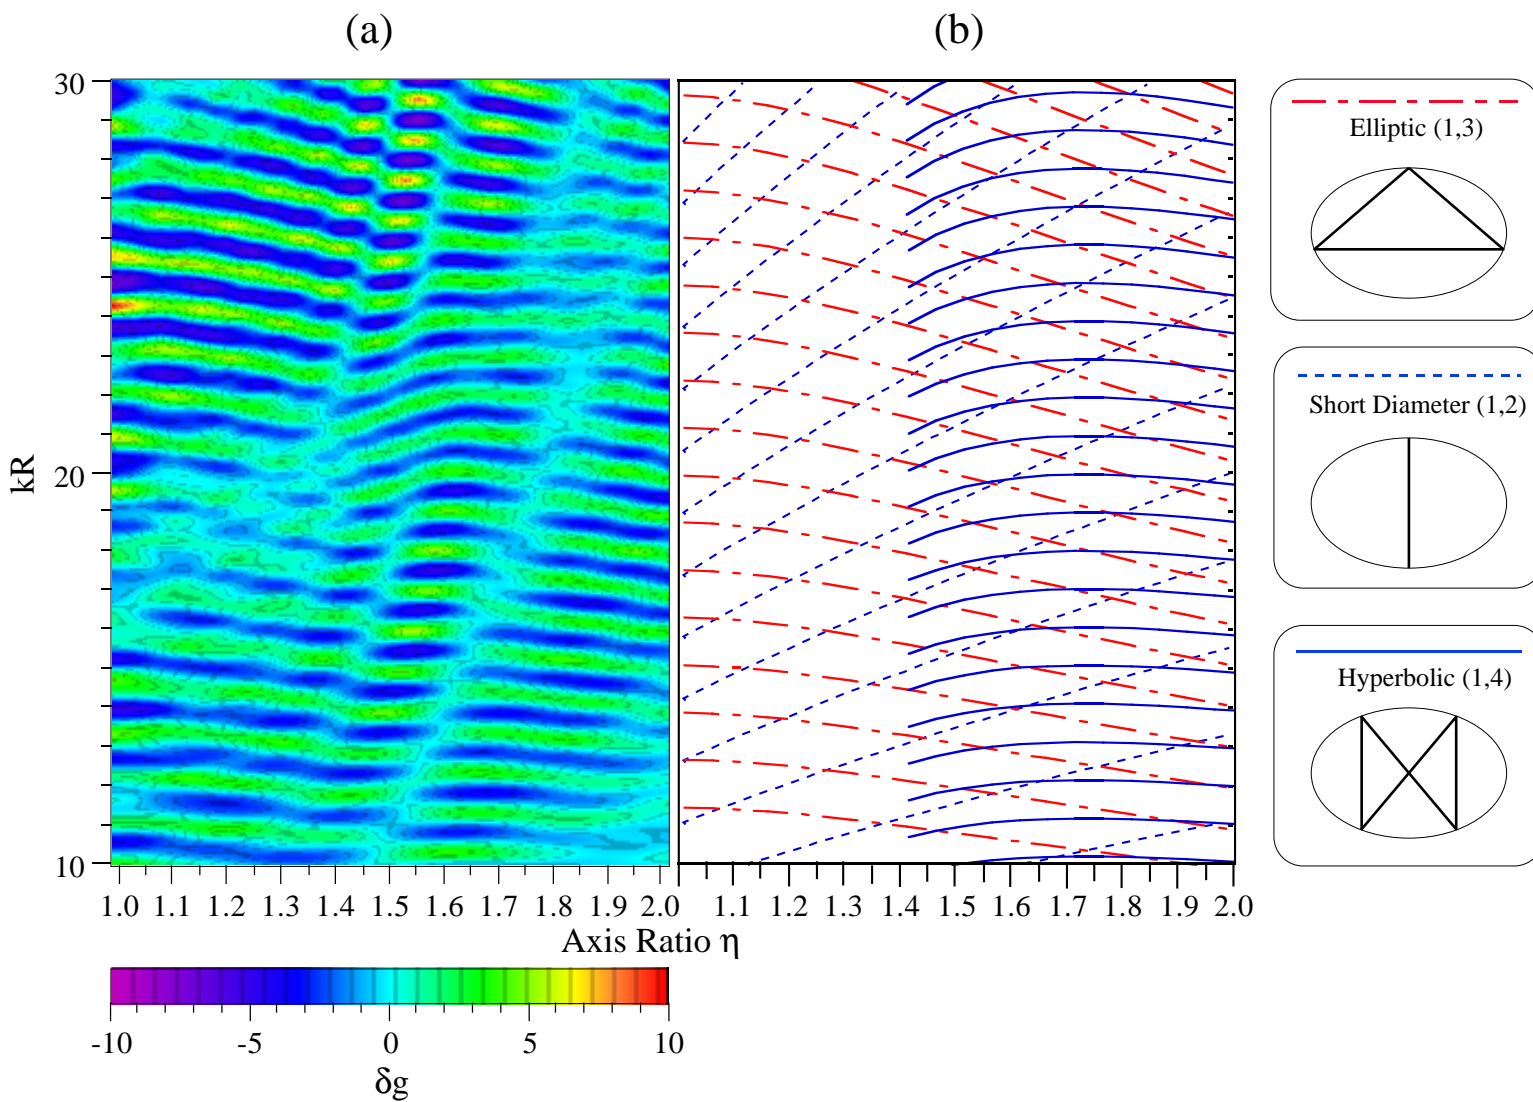 (a)
(b)
30
20
10
kR
1.0 1.1 1.2 1.3 1.4 1.5 1.6 1.7 1.8 1.9 2.0
1.1 1.2 1.3 1.4 1.5 1.6 1.7 1.8 1.9 2.0
Axis Ratio η
-10 -5 0 5 10
δg
Elliptic (1,3)
Short Diameter (1,2)
Hyperbolic (1,4)